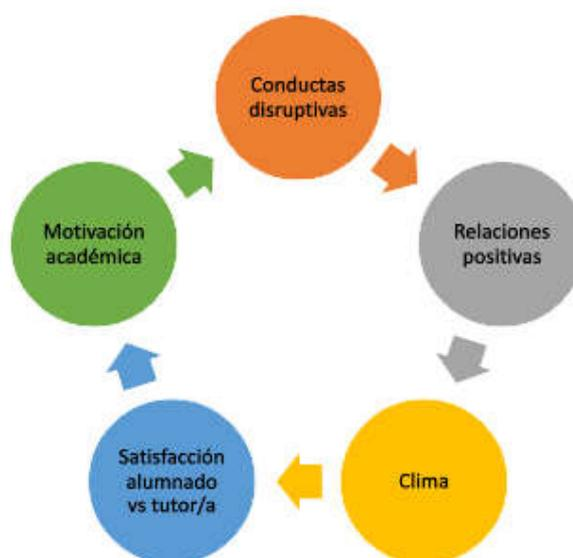 Conductas
disruptivas
Relaciones
positivas
Clima
Satisfacción
alumnado
vs tutor/a
Motivación
académica